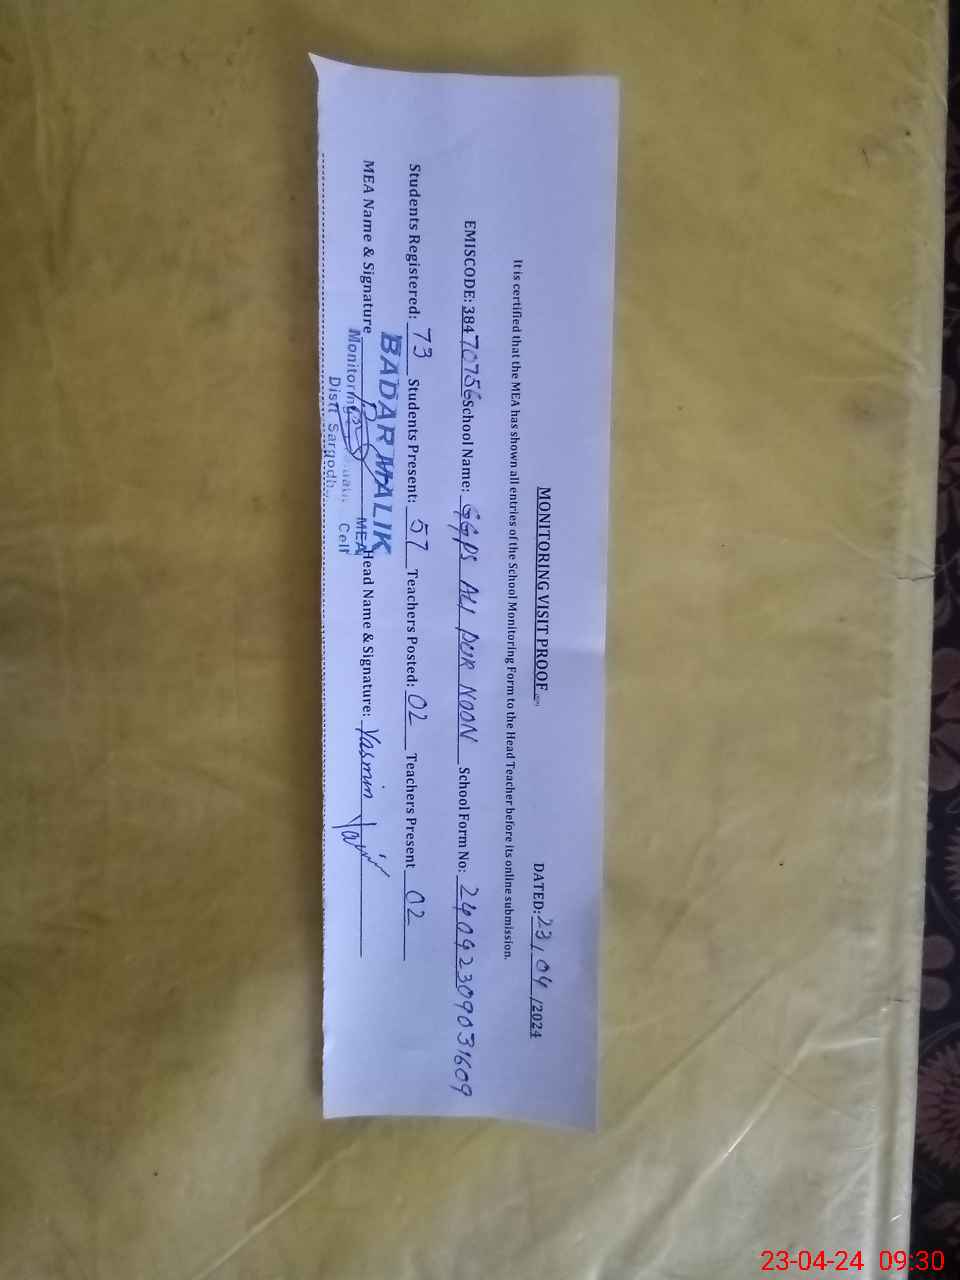 MONITORING VISIT PROOF
DATED: 23/04/2024
It is certified that the MEA has shown all entries of the School Monitoring Form to the Head Teacher before its online submission.
EMISCODE: 38470756 School Name: GGPS ALI PUR NOON School Form No: 24042309031609
Students Registered: 73 Students Present: 57 Teachers Posted: 02 Teachers Present 02
MEA Name & Signature Head Name & Signature: Yasmin
BADAR MALIK
MEA
Monitoring Cell
Distt Sargodha
23-04-24 09:30